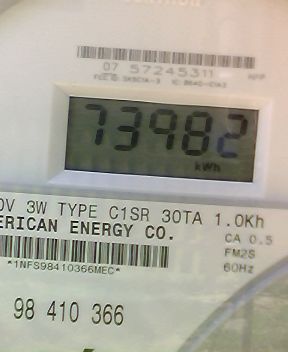 07 57245311
73982
kWh
0V 3W TYPE C1SR 30TA 1.0Kh
ERICAN ENERGY CO.
CA 0.5
FM2S
*1NFS98410366MEC*
60Hz
98 410 366